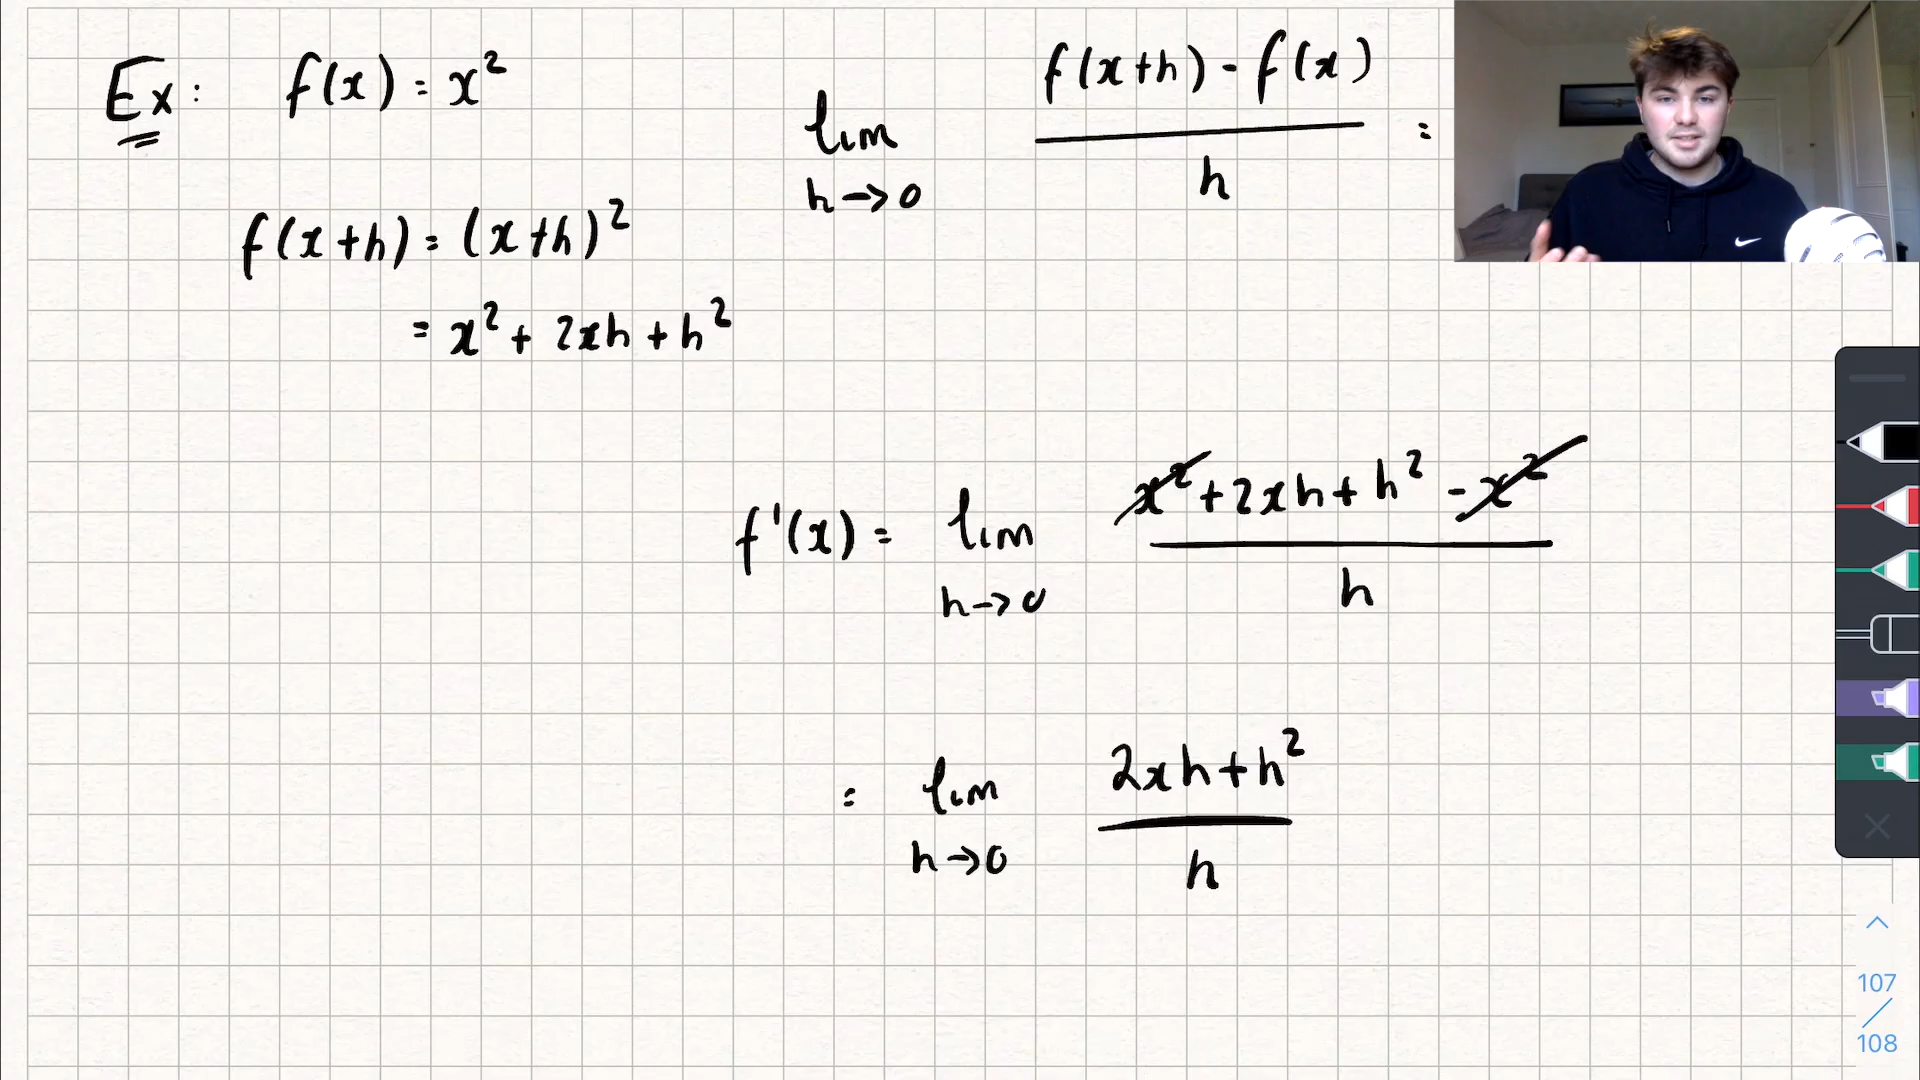 Ex: f(x) = x²
lim h→0 f(x+h) - f(x) / h =
f(x+h) = (x+h)²
= x² + 2xh + h²
f'(x) = lim h→0 x² + 2xh + h² - x² / h
= lim h→0 2xh + h² / h
107
/
108